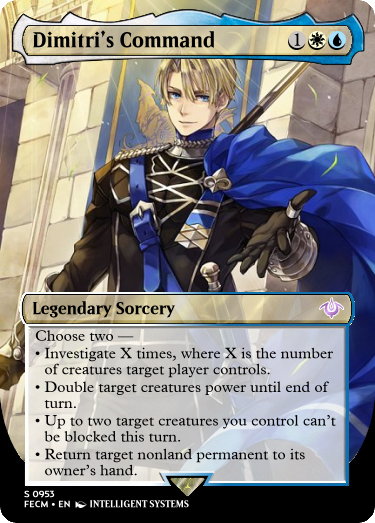 Dimitri's Command 1
Legendary Sorcery
Choose two —
• Investigate X times, where X is the number
of creatures target player controls.
• Double target creatures power until end of
turn.
• Up to two target creatures you control can't
be blocked this turn.
• Return target nonland permanent to its
owner's hand.
S 0953
FECM • EN INTELLIGENT SYSTEMS